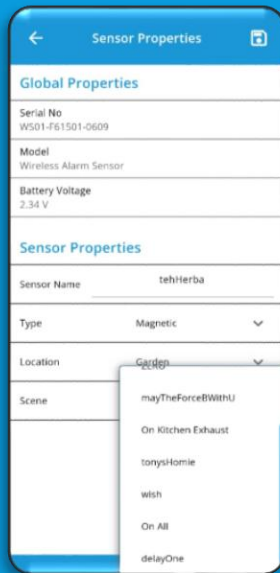 Sensor Properties
Global Properties
Serial No
WS01-F61501-0609
Model
Wireless Alarm Sensor
Battery Voltage
2.34 V
Sensor Properties
Sensor Name tehHerba
Type Magnetic
Location Garden
Scene
mayTheForceBWithU
On Kitchen Exhaust
tonysHomie
wish
On All
delayOne